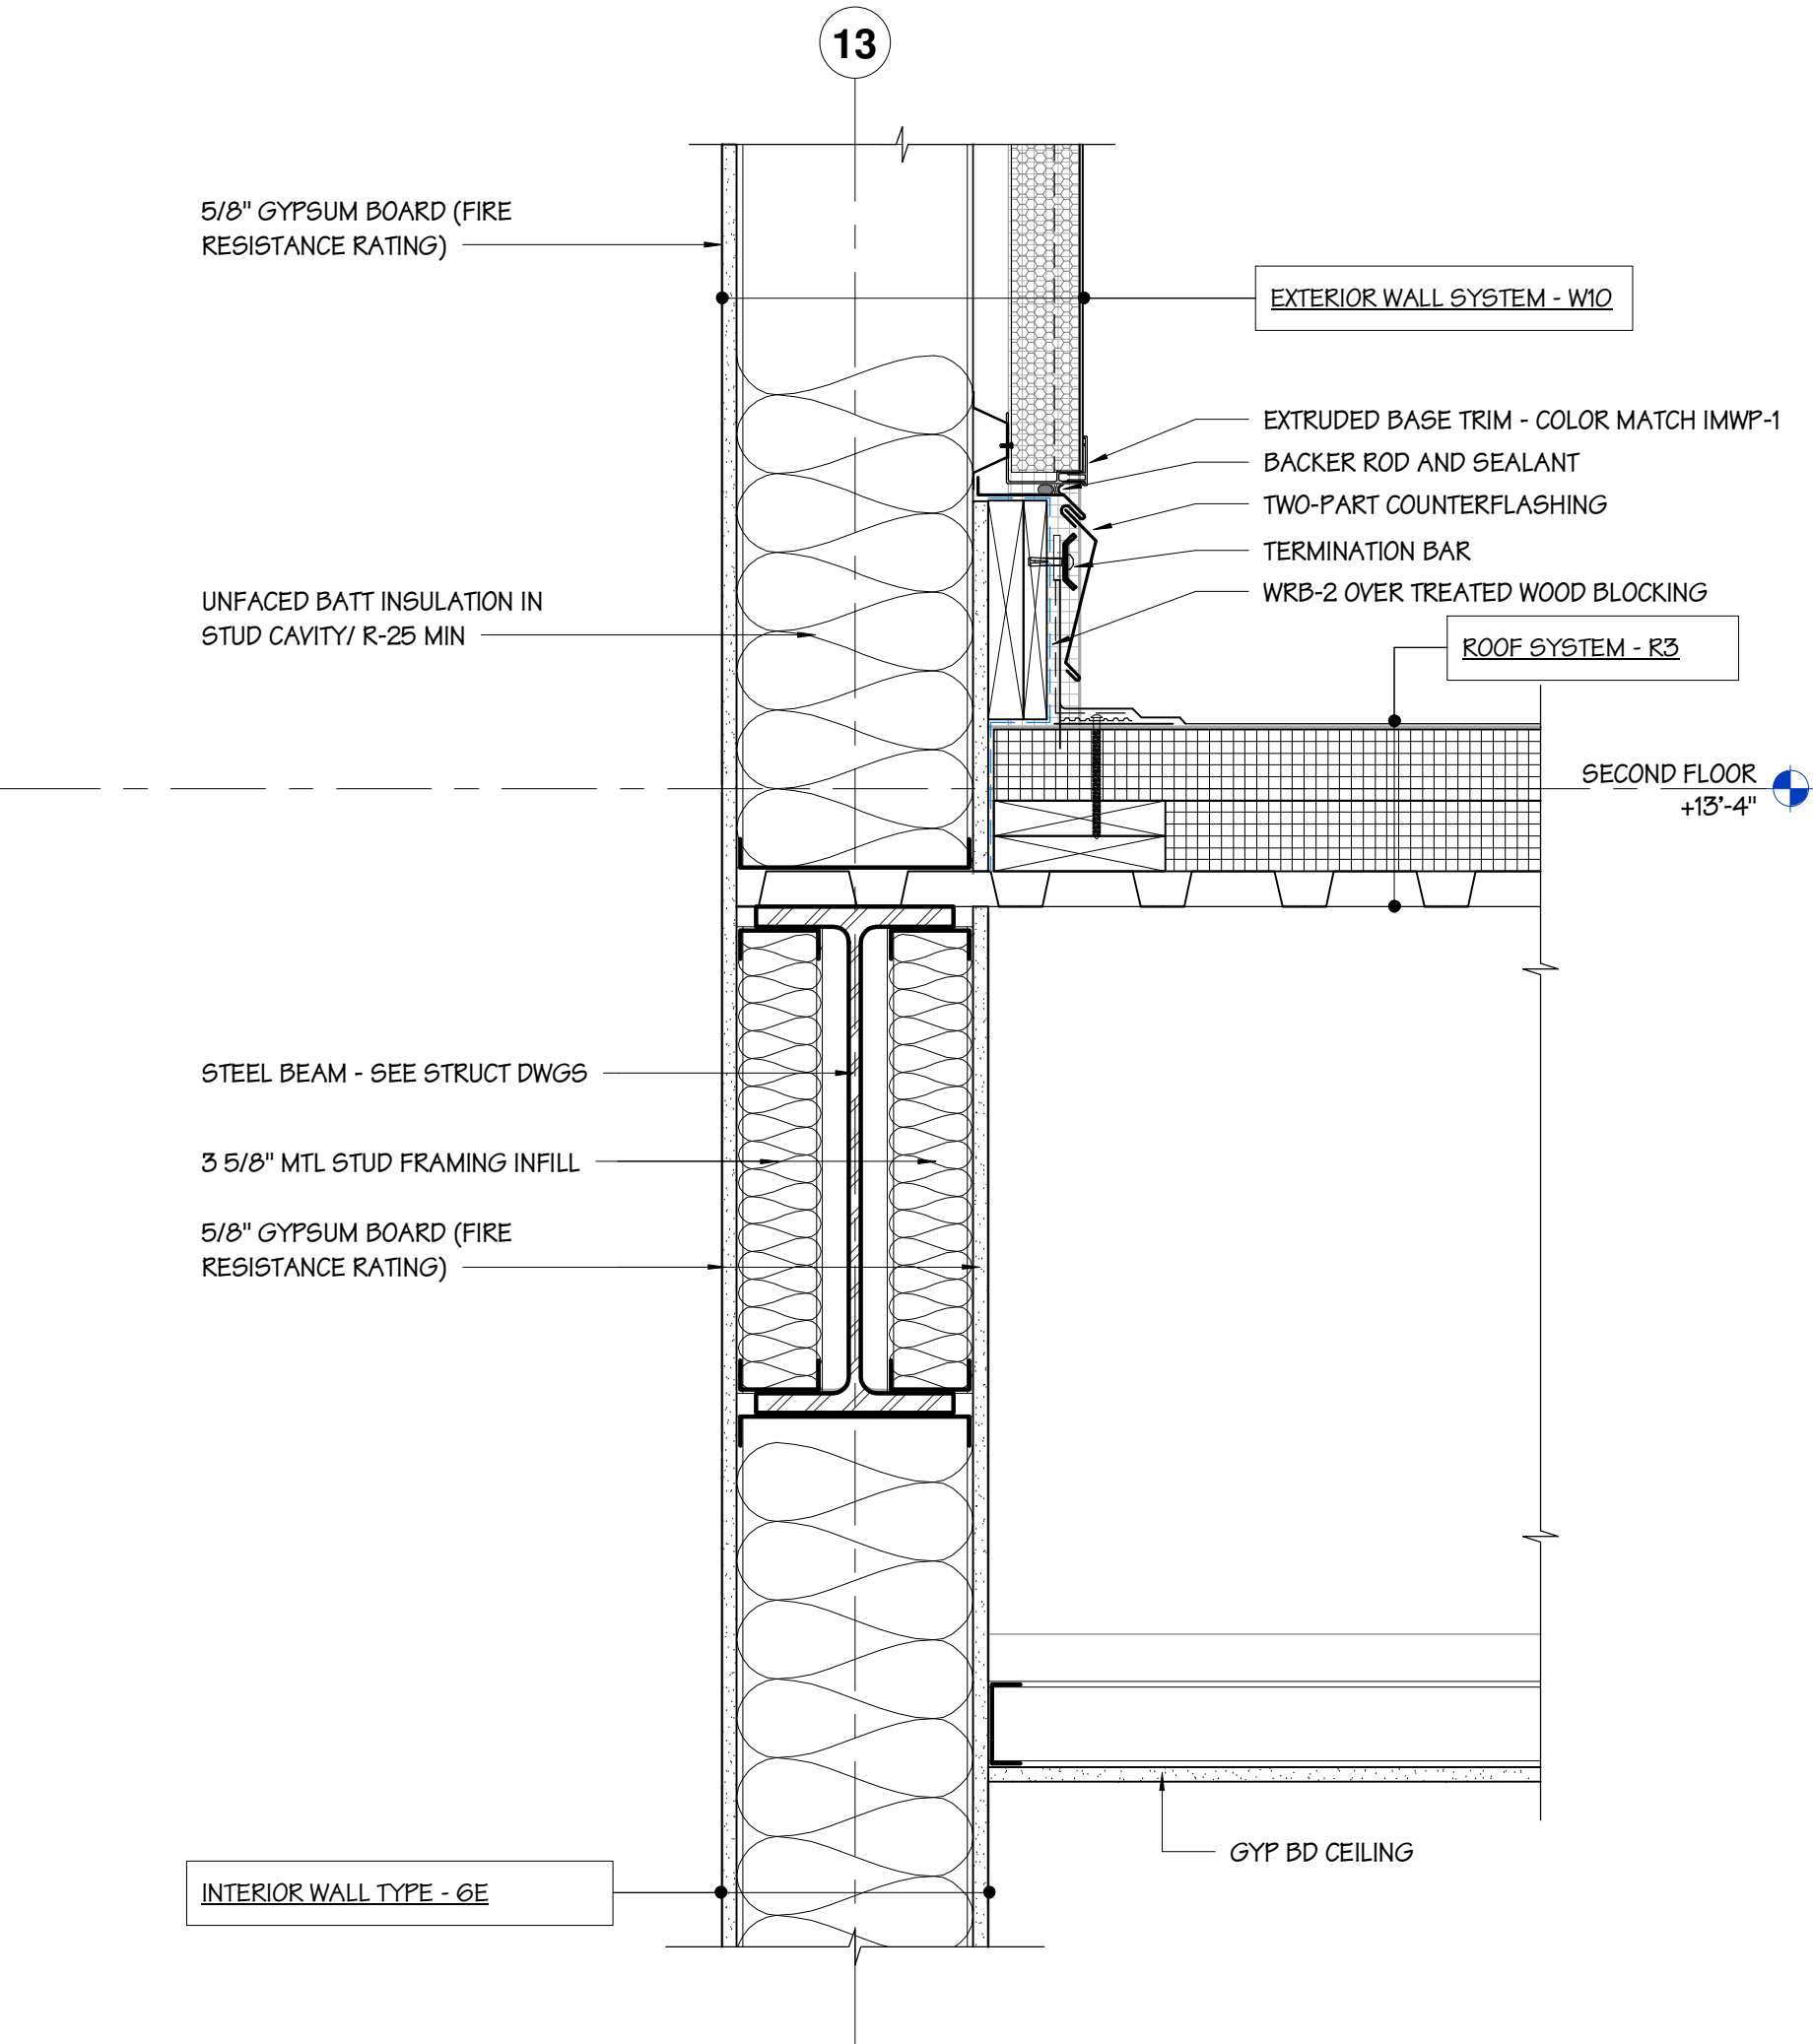 13
5/8" GYPSUM BOARD (FIRE
RESISTANCE RATING)
EXTERIOR WALL SYSTEM - W10
EXTRUDED BASE TRIM - COLOR MATCH IMWP-1
BACKER ROD AND SEALANT
TWO-PART COUNTERFLASHING
TERMINATION BAR
WRB-2 OVER TREATED WOOD BLOCKING
UNFACED BATT INSULATION IN
STUD CAVITY/ R-25 MIN
ROOF SYSTEM - R3
SECOND FLOOR
+13'-4"
STEEL BEAM - SEE STRUCT DWGS
3 5/8" MTL STUD FRAMING INFILL
5/8" GYPSUM BOARD (FIRE
RESISTANCE RATING)
GYP BD CEILING
INTERIOR WALL TYPE - 6E